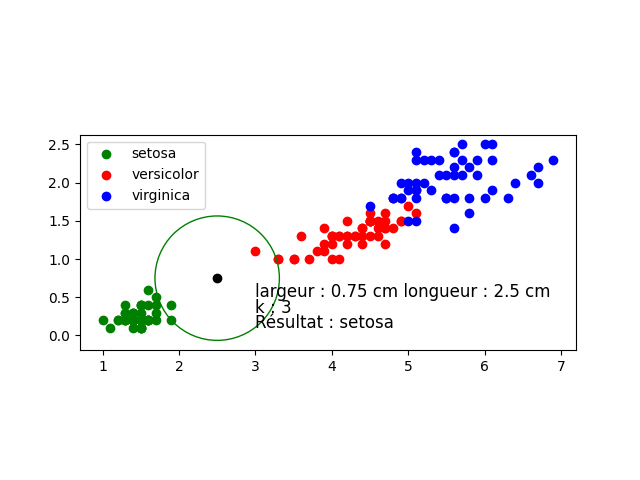 2.5
2.0
1.5
1.0
0.5
0.0
setosa
versicolor
virginica
largeur : 0.75 cm longueur : 2.5 cm
k : 3
Résultat : setosa
1 2 3 4 5 6 7